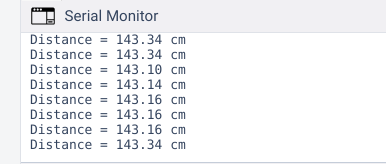 Serial Monitor
Distance = 143.34 cm
Distance = 143.34 cm
Distance = 143.10 cm
Distance = 143.14 cm
Distance = 143.16 cm
Distance = 143.16 cm
Distance = 143.16 cm
Distance = 143.34 cm